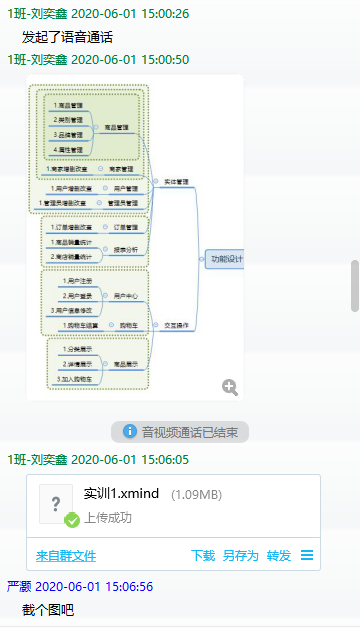 1班-刘奕鑫 2020-06-01 15:00:26
发起了语音通话
1班-刘奕鑫 2020-06-01 15:00:50
1.商品管理
2.类别管理
3.品牌管理
4.属性管理
商品管理
1.商家增删改查
商家管理
1.用户增删改查
用户管理
1.管理员增删改查
管理员管理
实体管理
1.订单增删改查
订单管理
1.商品销量统计
2.商店销量统计
报表分析
功能设计
1.用户注册
2.用户登录
3.用户信息修改
用户中心
1.购物车结算
购物车
交互操作
1.分类展示
2.详情展示
3.加入购物车
商品展示
音视频通话已结束
1班-刘奕鑫 2020-06-01 15:06:05
实训1.xmind (1.09MB)
上传成功
来自群文件 下载 另存为 转发
严颢 2020-06-01 15:06:56
截个图吧